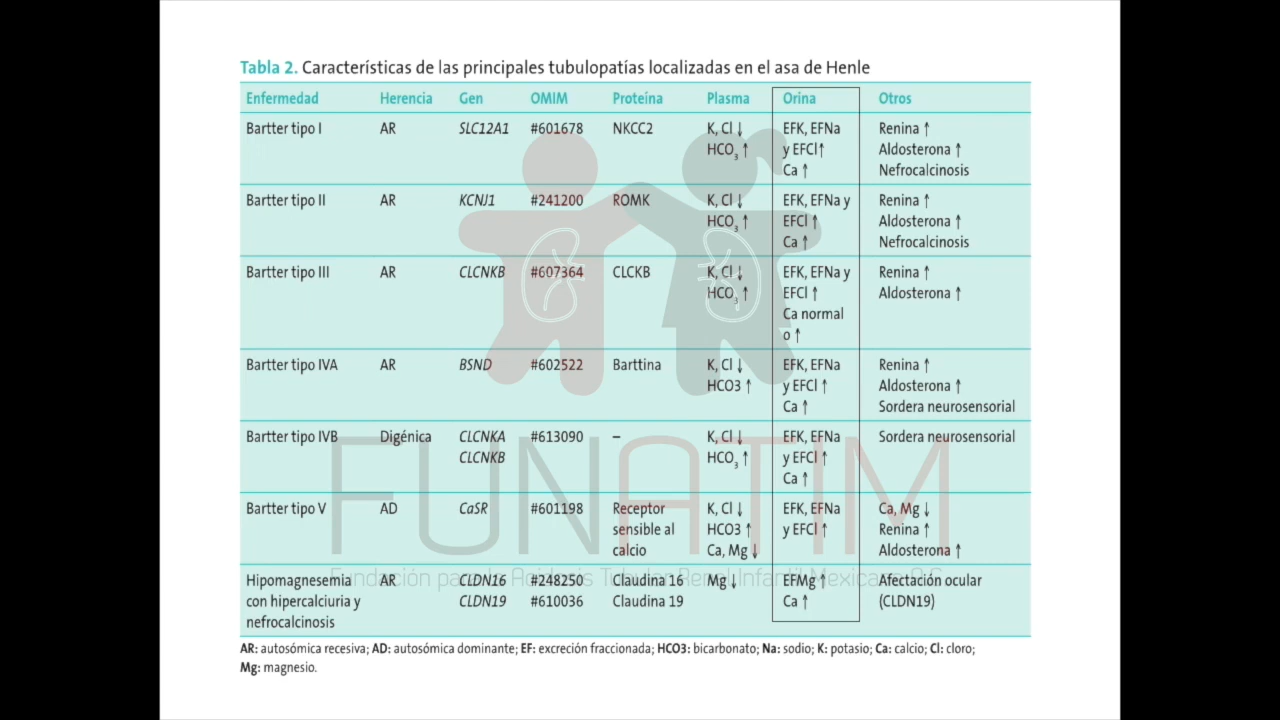 Tabla 2. Características de las principales tubulopatías localizadas en el asa de Henle
Enfermedad Herencia Gen OMIM Proteína Plasma Orina Otros
Bartter tipo I AR SLC12A1 #601678 NKCC2 K, Cl ↓ EFK, EFNa Renina ↑
HCO3 ↑ y EFCl↑ Aldosterona ↑
Ca ↑ Nefrocalcinosis
Bartter tipo II AR KCNJ1 #241200 ROMK K, Cl ↓ EFK, EFNa y Renina ↑
HCO3 ↑ EFCl ↑ Aldosterona ↑
Ca ↑ Nefrocalcinosis
Bartter tipo III AR CLCNKB #607364 CLCKB K, Cl ↓ EFK, EFNa y Renina ↑
HCO3 ↑ EFCl ↑ Aldosterona ↑
Ca normal
o ↑
Bartter tipo IVA AR BSND #602522 Barttina K, Cl ↓ EFK, EFNa Renina ↑
HCO3 ↑ y EFCl ↑ Aldosterona ↑
Ca ↑ Sordera neurosensorial
Bartter tipo IVB Digénica CLCNKA #613090 – K, Cl ↓ EFK, EFNa Sordera neurosensorial
CLCNKB HCO3 ↑ y EFCl ↑
Ca ↑
Bartter tipo V AD CaSR #601198 Receptor K, Cl ↓ EFK, EFNa Ca, Mg ↓
sensible al HCO3 ↑ y EFCl ↑ Renina ↑
calcio Ca, Mg ↓ Aldosterona ↑
Hipomagnesemia AR CLDN16 #248250 Claudina 16 Mg ↓ EFMg ↑ Afectación ocular
con hipercalciuria y CLDN19 #610036 Claudina 19 Ca ↑ (CLDN19)
nefrocalcinosis
AR: autosómica recesiva; AD: autosómica dominante; EF: excreción fraccionada; HCO3: bicarbonato; Na: sodio; K: potasio; Ca: calcio; Cl: cloro;
Mg: magnesio.
FUNATIM
Fundación para la Acidosis Tubular Renal Infantil Mexicana A.C.